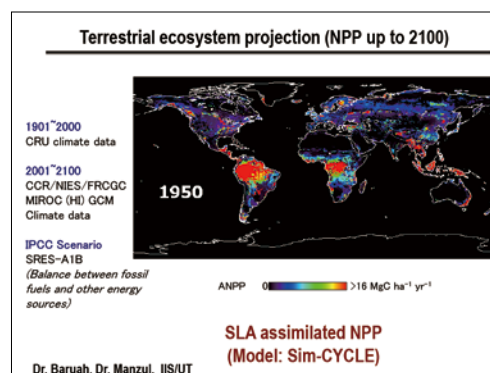 Terrestrial ecosystem projection (NPP up to 2100)
1901~2000
CRU climate data
2001~2100
CCR/NIES/FRCGC
MIROC (HI) GCM
Climate data
IPCC Scenario
SRES-A1B
(Balance between fossil
fuels and other energy
sources)
1950
ANPP 0 >16 MgC ha⁻¹ yr⁻¹
SLA assimilated NPP
(Model: Sim-CYCLE)
Dr. Baruah, Dr. Manzul, IIS/UT